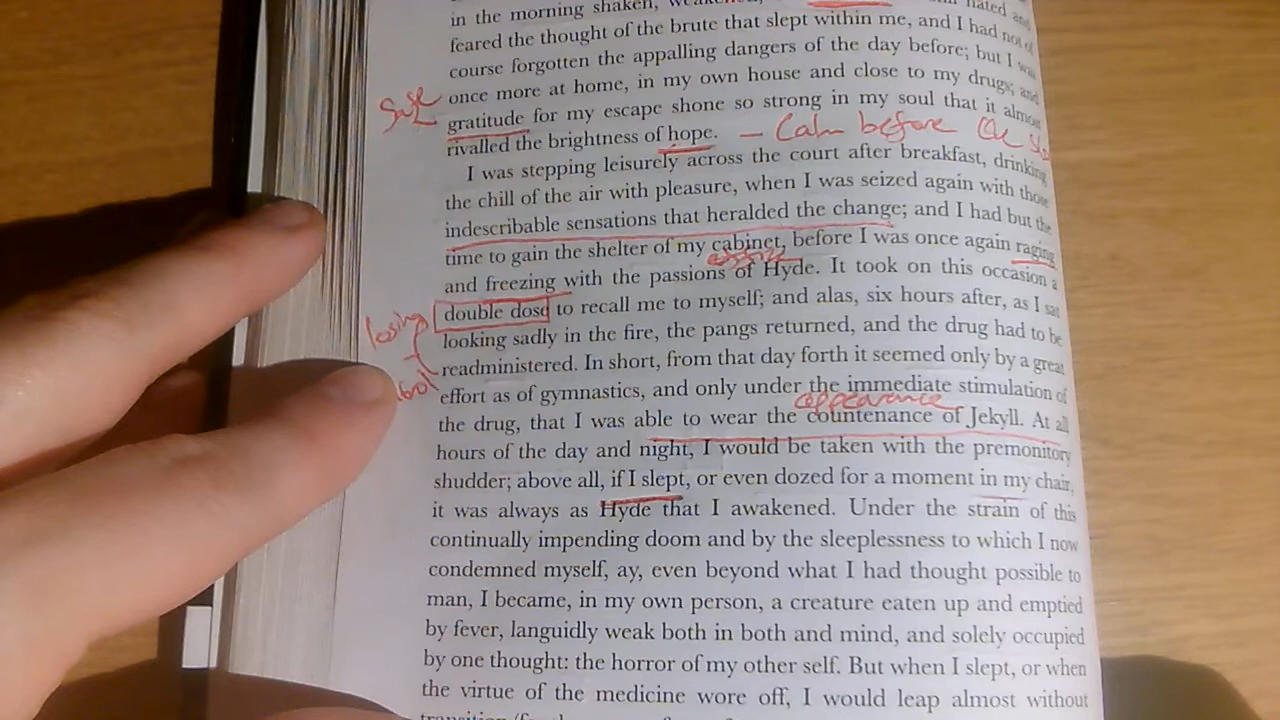 in the morning shaken, weakened, hated and
feared the thought of the brute that slept within me, and I had not of
course forgotten the appalling dangers of the day before; but I was
once more at home, in my own house and close to my drugs; and
Safe
gratitude for my escape shone so strong in my soul that it almost
rivalled the brightness of hope. – Calm before the
I was stepping leisurely across the court after breakfast, drinking
the chill of the air with pleasure, when I was seized again with those
indescribable sensations that heralded the change; and I had but the
time to gain the shelter of my cabinet, before I was once again raging
and freezing with the passions of Hyde. It took on this occasion a
double dose to recall me to myself; and alas, six hours after, as I sat
losing
looking sadly in the fire, the pangs returned, and the drug had to be
readministered. In short, from that day forth it seemed only by a great
effort as of gymnastics, and only under the immediate stimulation of
appearance
the drug, that I was able to wear the countenance of Jekyll. At all
hours of the day and night, I would be taken with the premonitory
shudder; above all, if I slept, or even dozed for a moment in my chair,
it was always as Hyde that I awakened. Under the strain of this
continually impending doom and by the sleeplessness to which I now
condemned myself, ay, even beyond what I had thought possible to
man, I became, in my own person, a creature eaten up and emptied
by fever, languidly weak both in both and mind, and solely occupied
by one thought: the horror of my other self. But when I slept, or when
the virtue of the medicine wore off, I would leap almost without